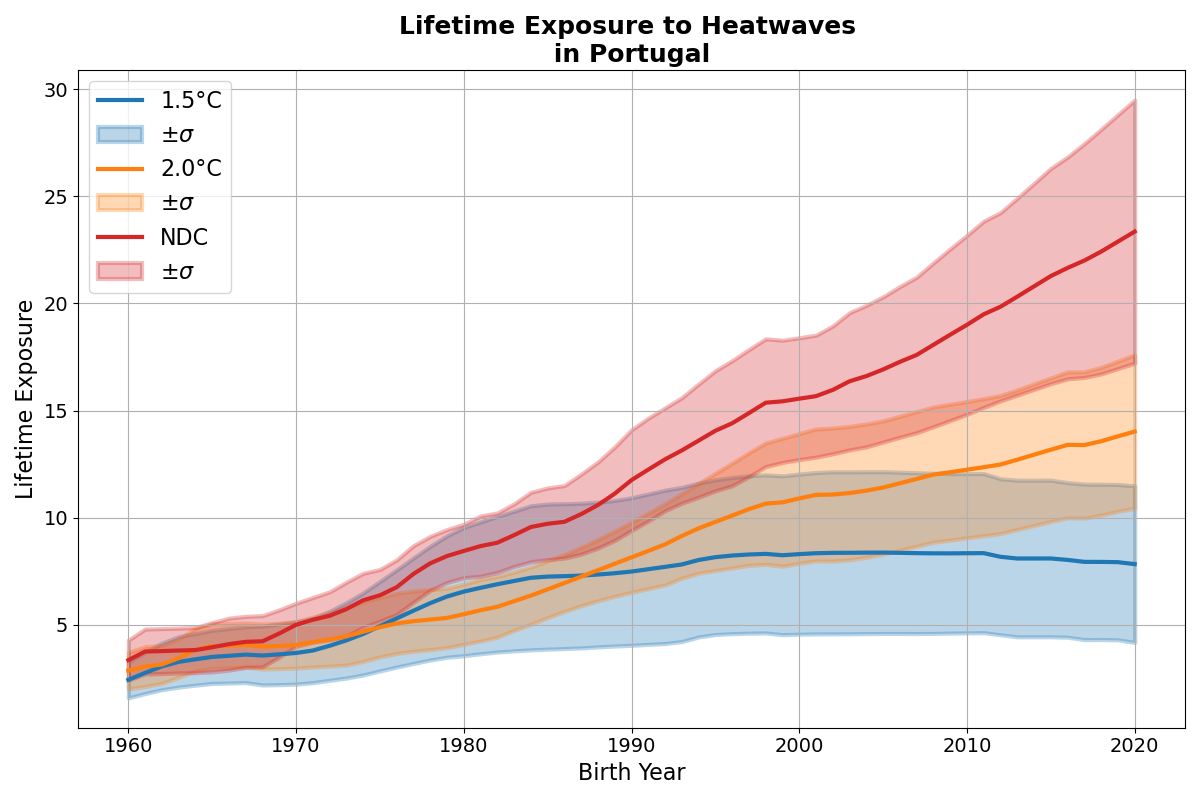 Lifetime Exposure to Heatwaves
in Portugal
1.5°C
±σ
2.0°C
±σ
NDC
±σ
Lifetime Exposure
30
25
20
15
10
5
1960 1970 1980 1990 2000 2010 2020
Birth Year